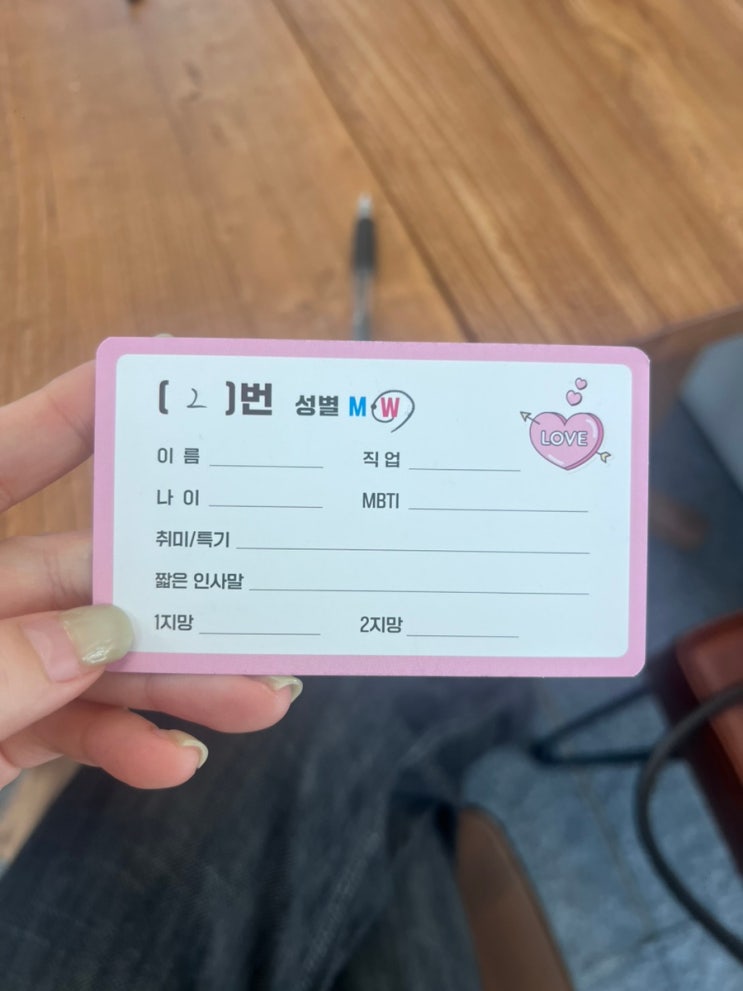 ( 2 )번 성별 M·W
LOVE
이 름 직 업
나 이 MBTI
취미/특기
짧은 인사말
1지망 2지망